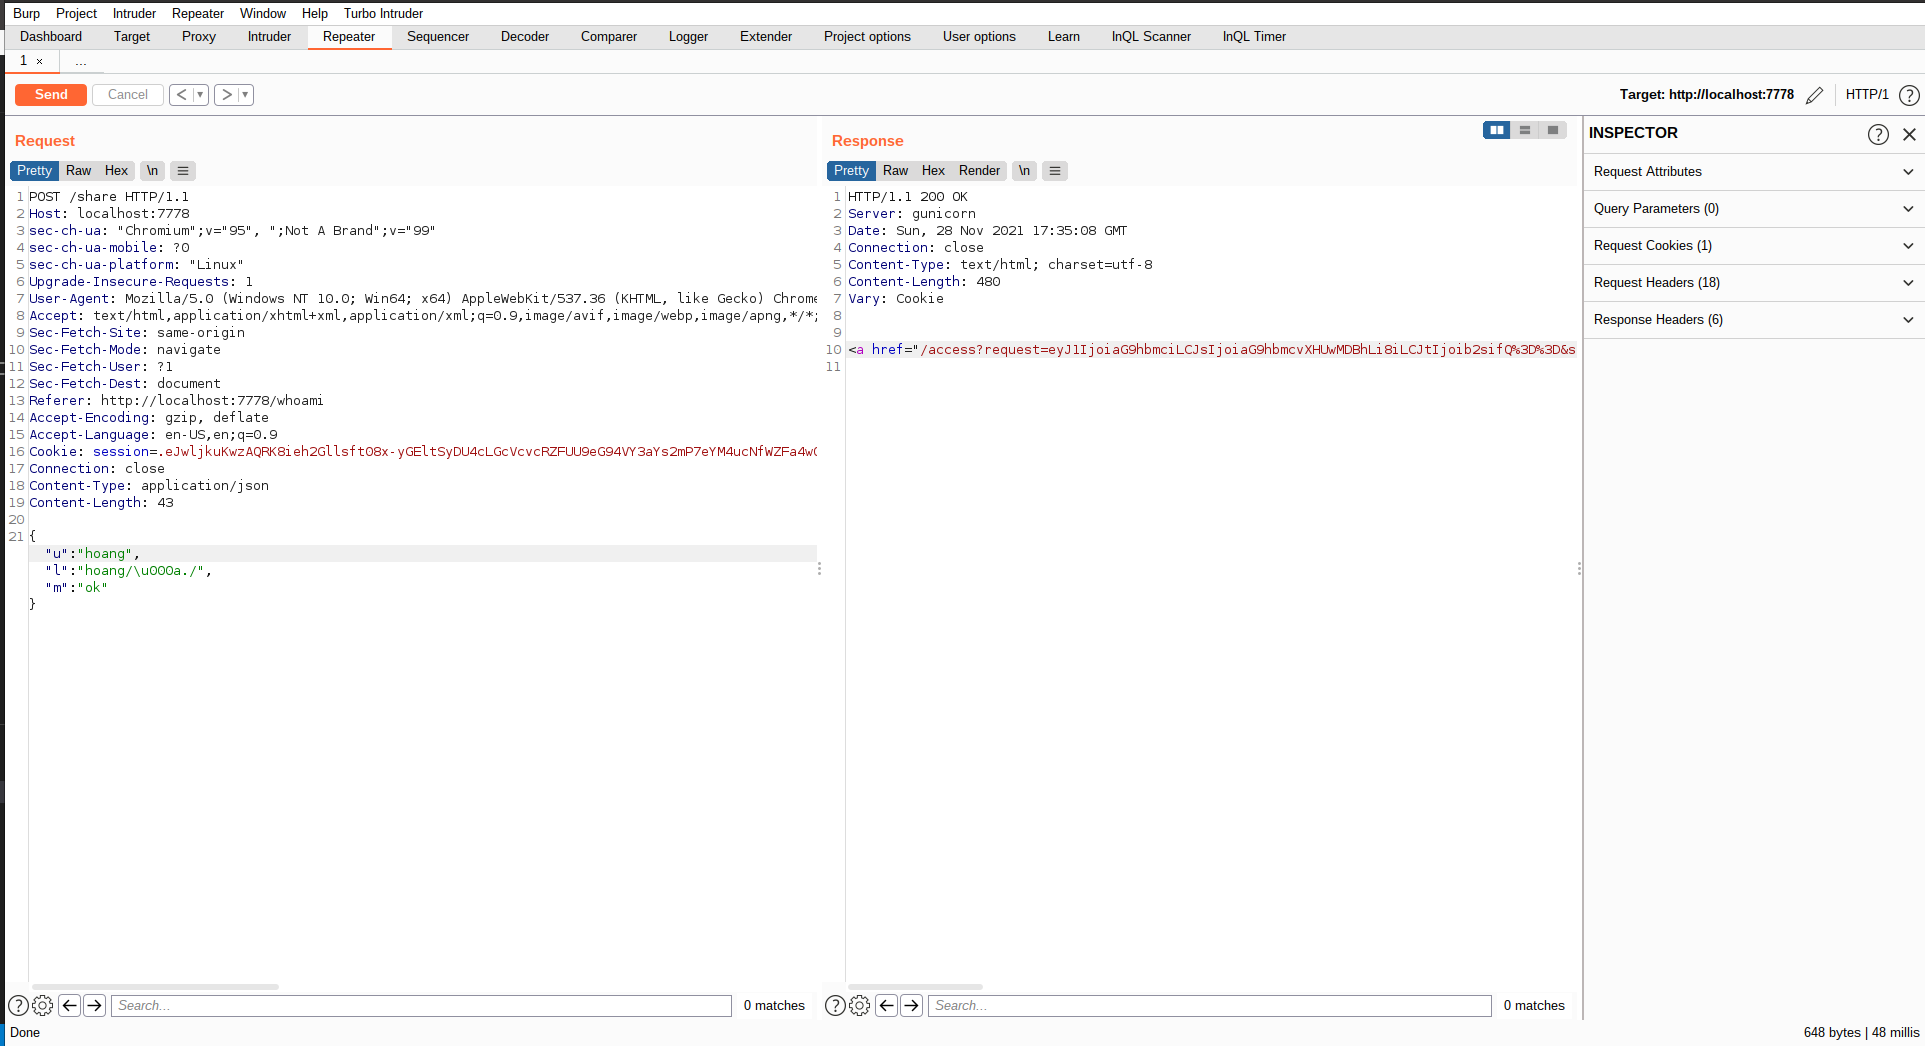 Burp Project Intruder Repeater Window Help Turbo Intruder
Dashboard Target Proxy Intruder Repeater Sequencer Decoder Comparer Logger Extender Project options User options Learn InQL Scanner InQL Timer
1 × ...
Send Cancel < > Target: http://localhost:7778 HTTP/1 ?
Request
Pretty Raw Hex \n
1 POST /share HTTP/1.1
2 Host: localhost:7778
3 sec-ch-ua: "Chromium";v="95", ";Not A Brand";v="99"
4 sec-ch-ua-mobile: ?0
5 sec-ch-ua-platform: "Linux"
6 Upgrade-Insecure-Requests: 1
7 User-Agent: Mozilla/5.0 (Windows NT 10.0; Win64; x64) AppleWebKit/537.36 (KHTML, like Gecko) Chrome
8 Accept: text/html,application/xhtml+xml,application/xml;q=0.9,image/avif,image/webp,image/apng,*/*;
9 Sec-Fetch-Site: same-origin
10 Sec-Fetch-Mode: navigate
11 Sec-Fetch-User: ?1
12 Sec-Fetch-Dest: document
13 Referer: http://localhost:7778/whoami
14 Accept-Encoding: gzip, deflate
15 Accept-Language: en-US,en;q=0.9
16 Cookie: session=.eJwljkuKwzAQRK8ieh2Gllsft08x-yGEltSyDU4cLGcVcvcRZFUU9eG94VY3aYs2mP7eYM4ucNfWZFa4w
17 Connection: close
18 Content-Type: application/json
19 Content-Length: 43
20
21 {
"u":"hoang",
"l":"hoang/\u000a./",
"m":"ok"
}
? Search... 0 matches
Response
Pretty Raw Hex Render \n
1 HTTP/1.1 200 OK
2 Server: gunicorn
3 Date: Sun, 28 Nov 2021 17:35:08 GMT
4 Connection: close
5 Content-Type: text/html; charset=utf-8
6 Content-Length: 480
7 Vary: Cookie
8
9
10 <a href="/access?request=eyJ1IjoiaG9hbmciLCJsIjoiaG9hbmcvXHUwMDBhLi8iLCJtIjoib2sifQ%3D%3D&s
11
? Search... 0 matches
INSPECTOR ?
Request Attributes
Query Parameters (0)
Request Cookies (1)
Request Headers (18)
Response Headers (6)
Done 648 bytes | 48 millis